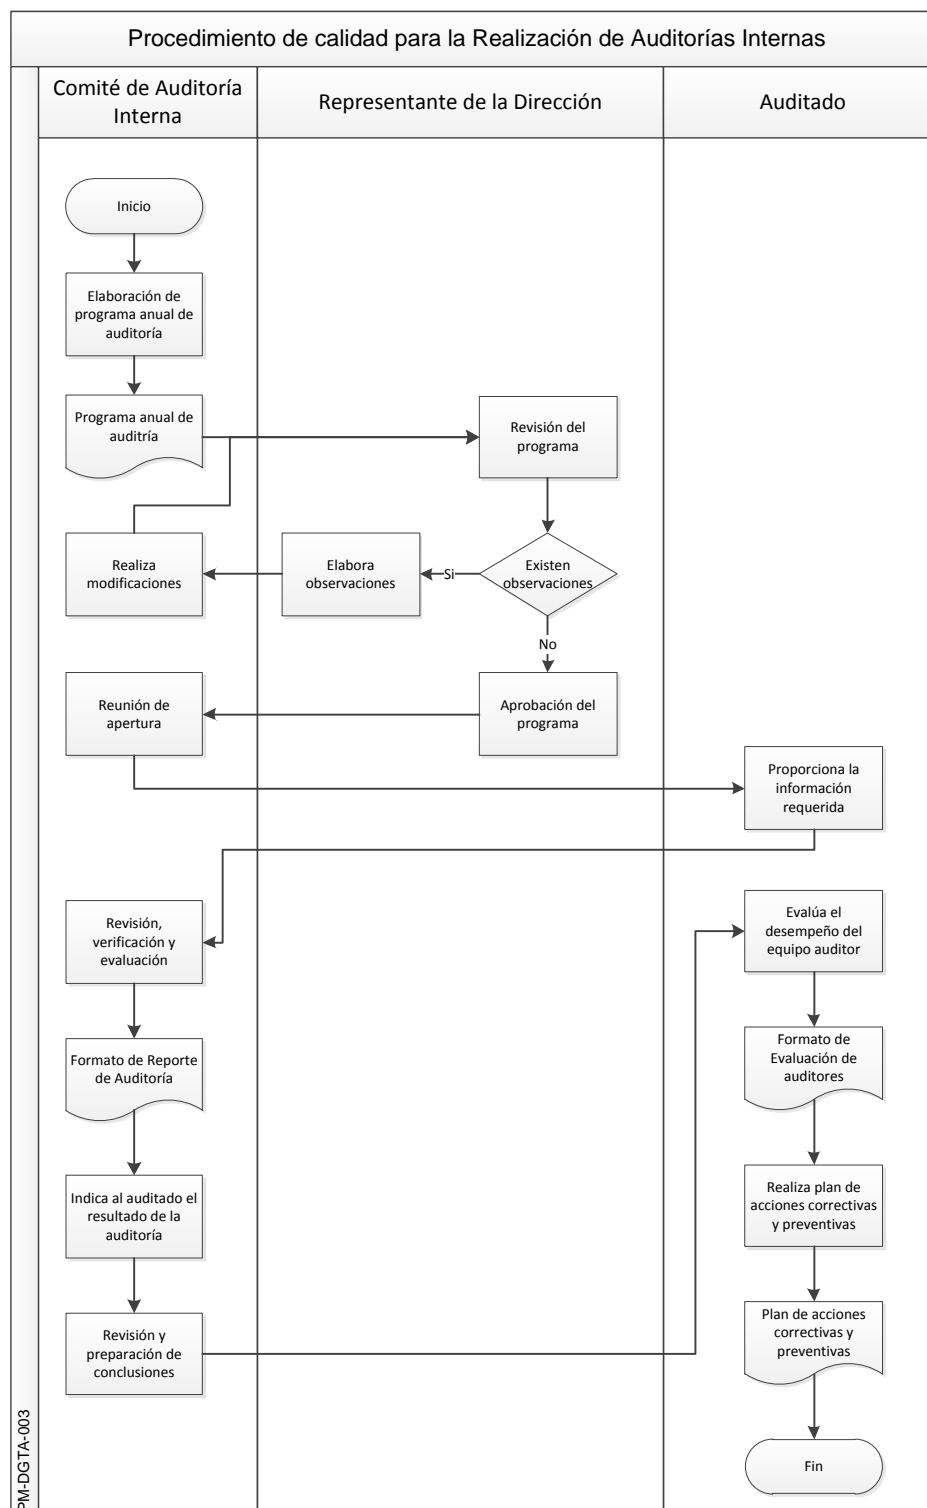 Procedimiento de calidad para la Realización de Auditorías Internas
Comité de Auditoría
Interna
Representante de la Dirección
Auditado
Inicio
Elaboración de
programa anual de
auditoría
Programa anual de
auditría
Revisión del
programa
Existen
observaciones
Si
Elabora
observaciones
Realiza
modificaciones
No
Aprobación del
programa
Reunión de
apertura
Proporciona la
información
requerida
Revisión,
verificación y
evaluación
Formato de Reporte
de Auditoría
Indica al auditado el
resultado de la
auditoría
Revisión y
preparación de
conclusiones
Evalúa el
desempeño del
equipo auditor
Formato de
Evaluación de
auditores
Realiza plan de
acciones correctivas
y preventivas
Plan de acciones
correctivas y
preventivas
Fin
PM-DGTA-003